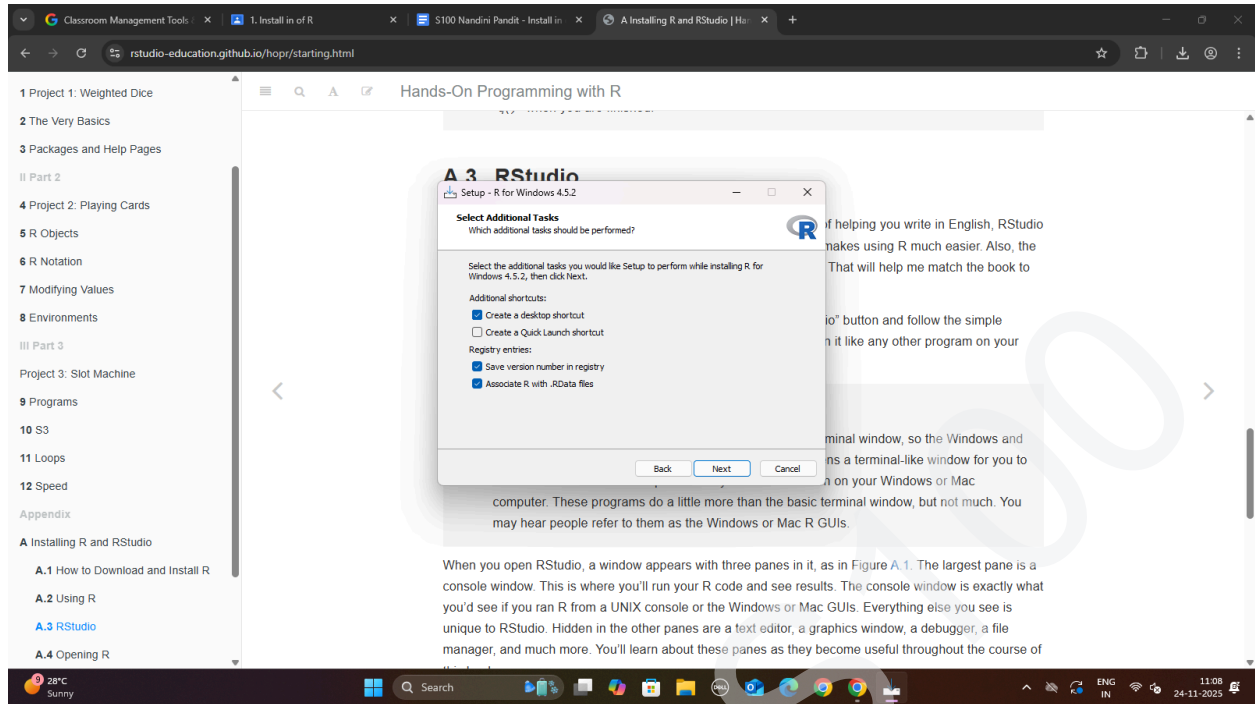 Classroom Management Tools
1. Install in of R
S100 Nandini Pandit - Install in
A Installing R and RStudio | Han
rstudio-education.github.io/hopr/starting.html
1 Project 1: Weighted Dice
2 The Very Basics
3 Packages and Help Pages
II Part 2
4 Project 2: Playing Cards
5 R Objects
6 R Notation
7 Modifying Values
8 Environments
III Part 3
Project 3: Slot Machine
9 Programs
10 S3
11 Loops
12 Speed
Appendix
A Installing R and RStudio
A.1 How to Download and Install R
A.2 Using R
A.3 RStudio
A.4 Opening R
Hands-On Programming with R
A.3 RStudio
of helping you write in English, RStudio
makes using R much easier. Also, the
That will help me match the book to
io” button and follow the simple
n it like any other program on your
minal window, so the Windows and
ns a terminal-like window for you to
n on your Windows or Mac
computer. These programs do a little more than the basic terminal window, but not much. You
may hear people refer to them as the Windows or Mac R GUIs.
When you open RStudio, a window appears with three panes in it, as in Figure A.1. The largest pane is a
console window. This is where you’ll run your R code and see results. The console window is exactly what
you’d see if you ran R from a UNIX console or the Windows or Mac GUIs. Everything else you see is
unique to RStudio. Hidden in the other panes are a text editor, a graphics window, a debugger, a file
manager, and much more. You’ll learn about these panes as they become useful throughout the course of
Setup - R for Windows 4.5.2
Select Additional Tasks
Which additional tasks should be performed?
R
Select the additional tasks you would like Setup to perform while installing R for
Windows 4.5.2, then click Next.
Additional shortcuts:
Create a desktop shortcut
Create a Quick Launch shortcut
Registry entries:
Save version number in registry
Associate R with .RData files
Back Next Cancel
S100
9
28°C
Sunny
Search
DELL
ENG
IN
11:08
24-11-2025